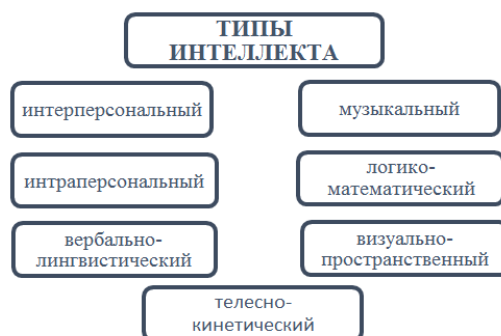 ТИПЫ
ИНТЕЛЛЕКТА
интерперсональный
музыкальный
интраперсональный
логико-
математический
вербально-
лингвистический
визуально-
пространственный
телесно-
кинетический